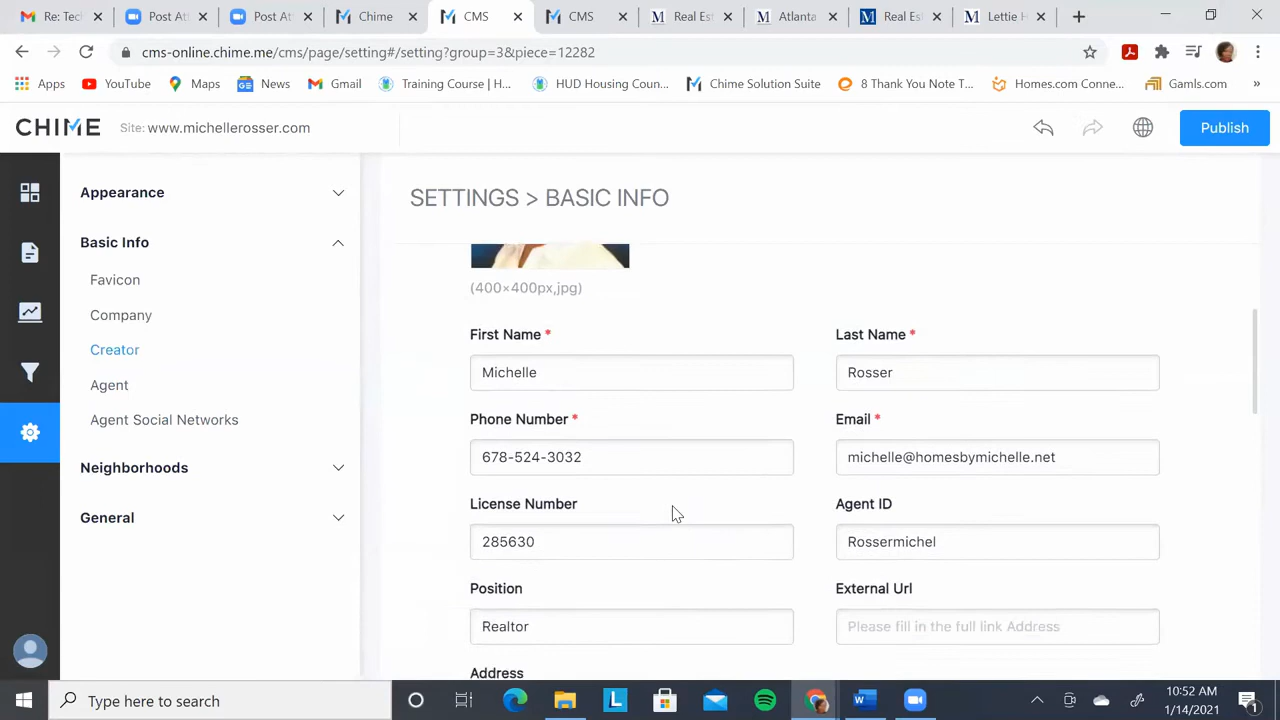 Re: Tecl
Post Att
Post Att
Chime
CMS
CMS
Real Es
Atlanta
Real Es
Lettie H
cms-online.chime.me/cms/page/setting#/setting?group=3&piece=12282
Apps
YouTube
Maps
News
Gmail
Training Course | H...
HUD Housing Coun...
Chime Solution Suite
8 Thank You Note T...
Homes.com Conne...
Gamls.com
»
CHIME
Site: www.michellerosser.com
Publish
Appearance
SETTINGS > BASIC INFO
Basic Info
Favicon
(400×400px,jpg)
Company
First Name *
Last Name *
Creator
Michelle
Rosser
Agent
Agent Social Networks
Phone Number *
Email *
678-524-3032
michelle@homesbymichelle.net
Neighborhoods
License Number
Agent ID
General
285630
Rossermichel
Position
External Url
Realtor
Please fill in the full link Address
Address
Type here to search
L
10:52 AM
1/14/2021
1